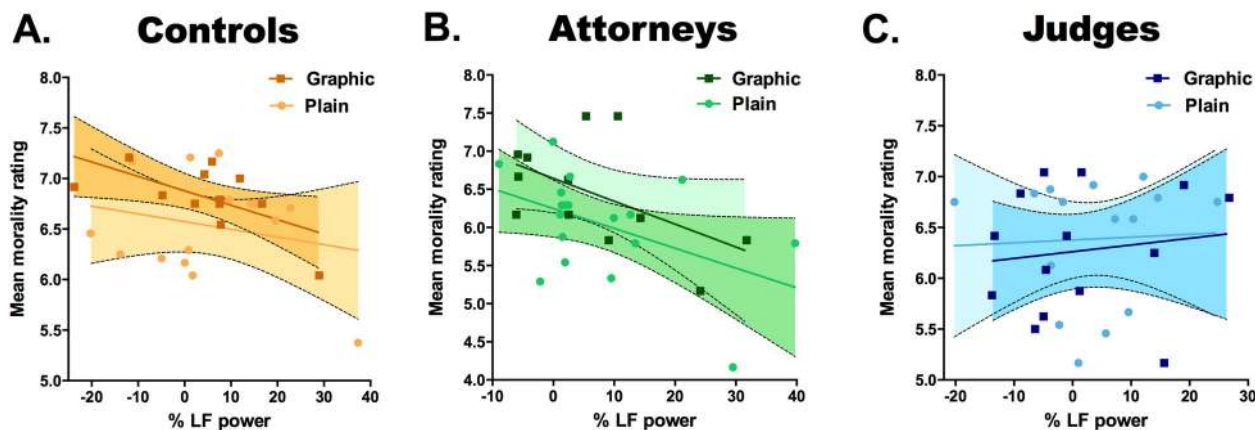 A. Controls
Graphic
Plain
Mean morality rating
8.0
7.5
7.0
6.5
6.0
5.5
5.0
-20 -10 0 10 20 30 40
% LF power
B. Attorneys
Graphic
Plain
Mean morality rating
8.0
7.5
7.0
6.5
6.0
5.5
5.0
4.5
4.0
-10 0 10 20 30 40
% LF power
C. Judges
Graphic
Plain
Mean morality rating
8.0
7.5
7.0
6.5
6.0
5.5
5.0
-20 -10 0 10 20 30
% LF power